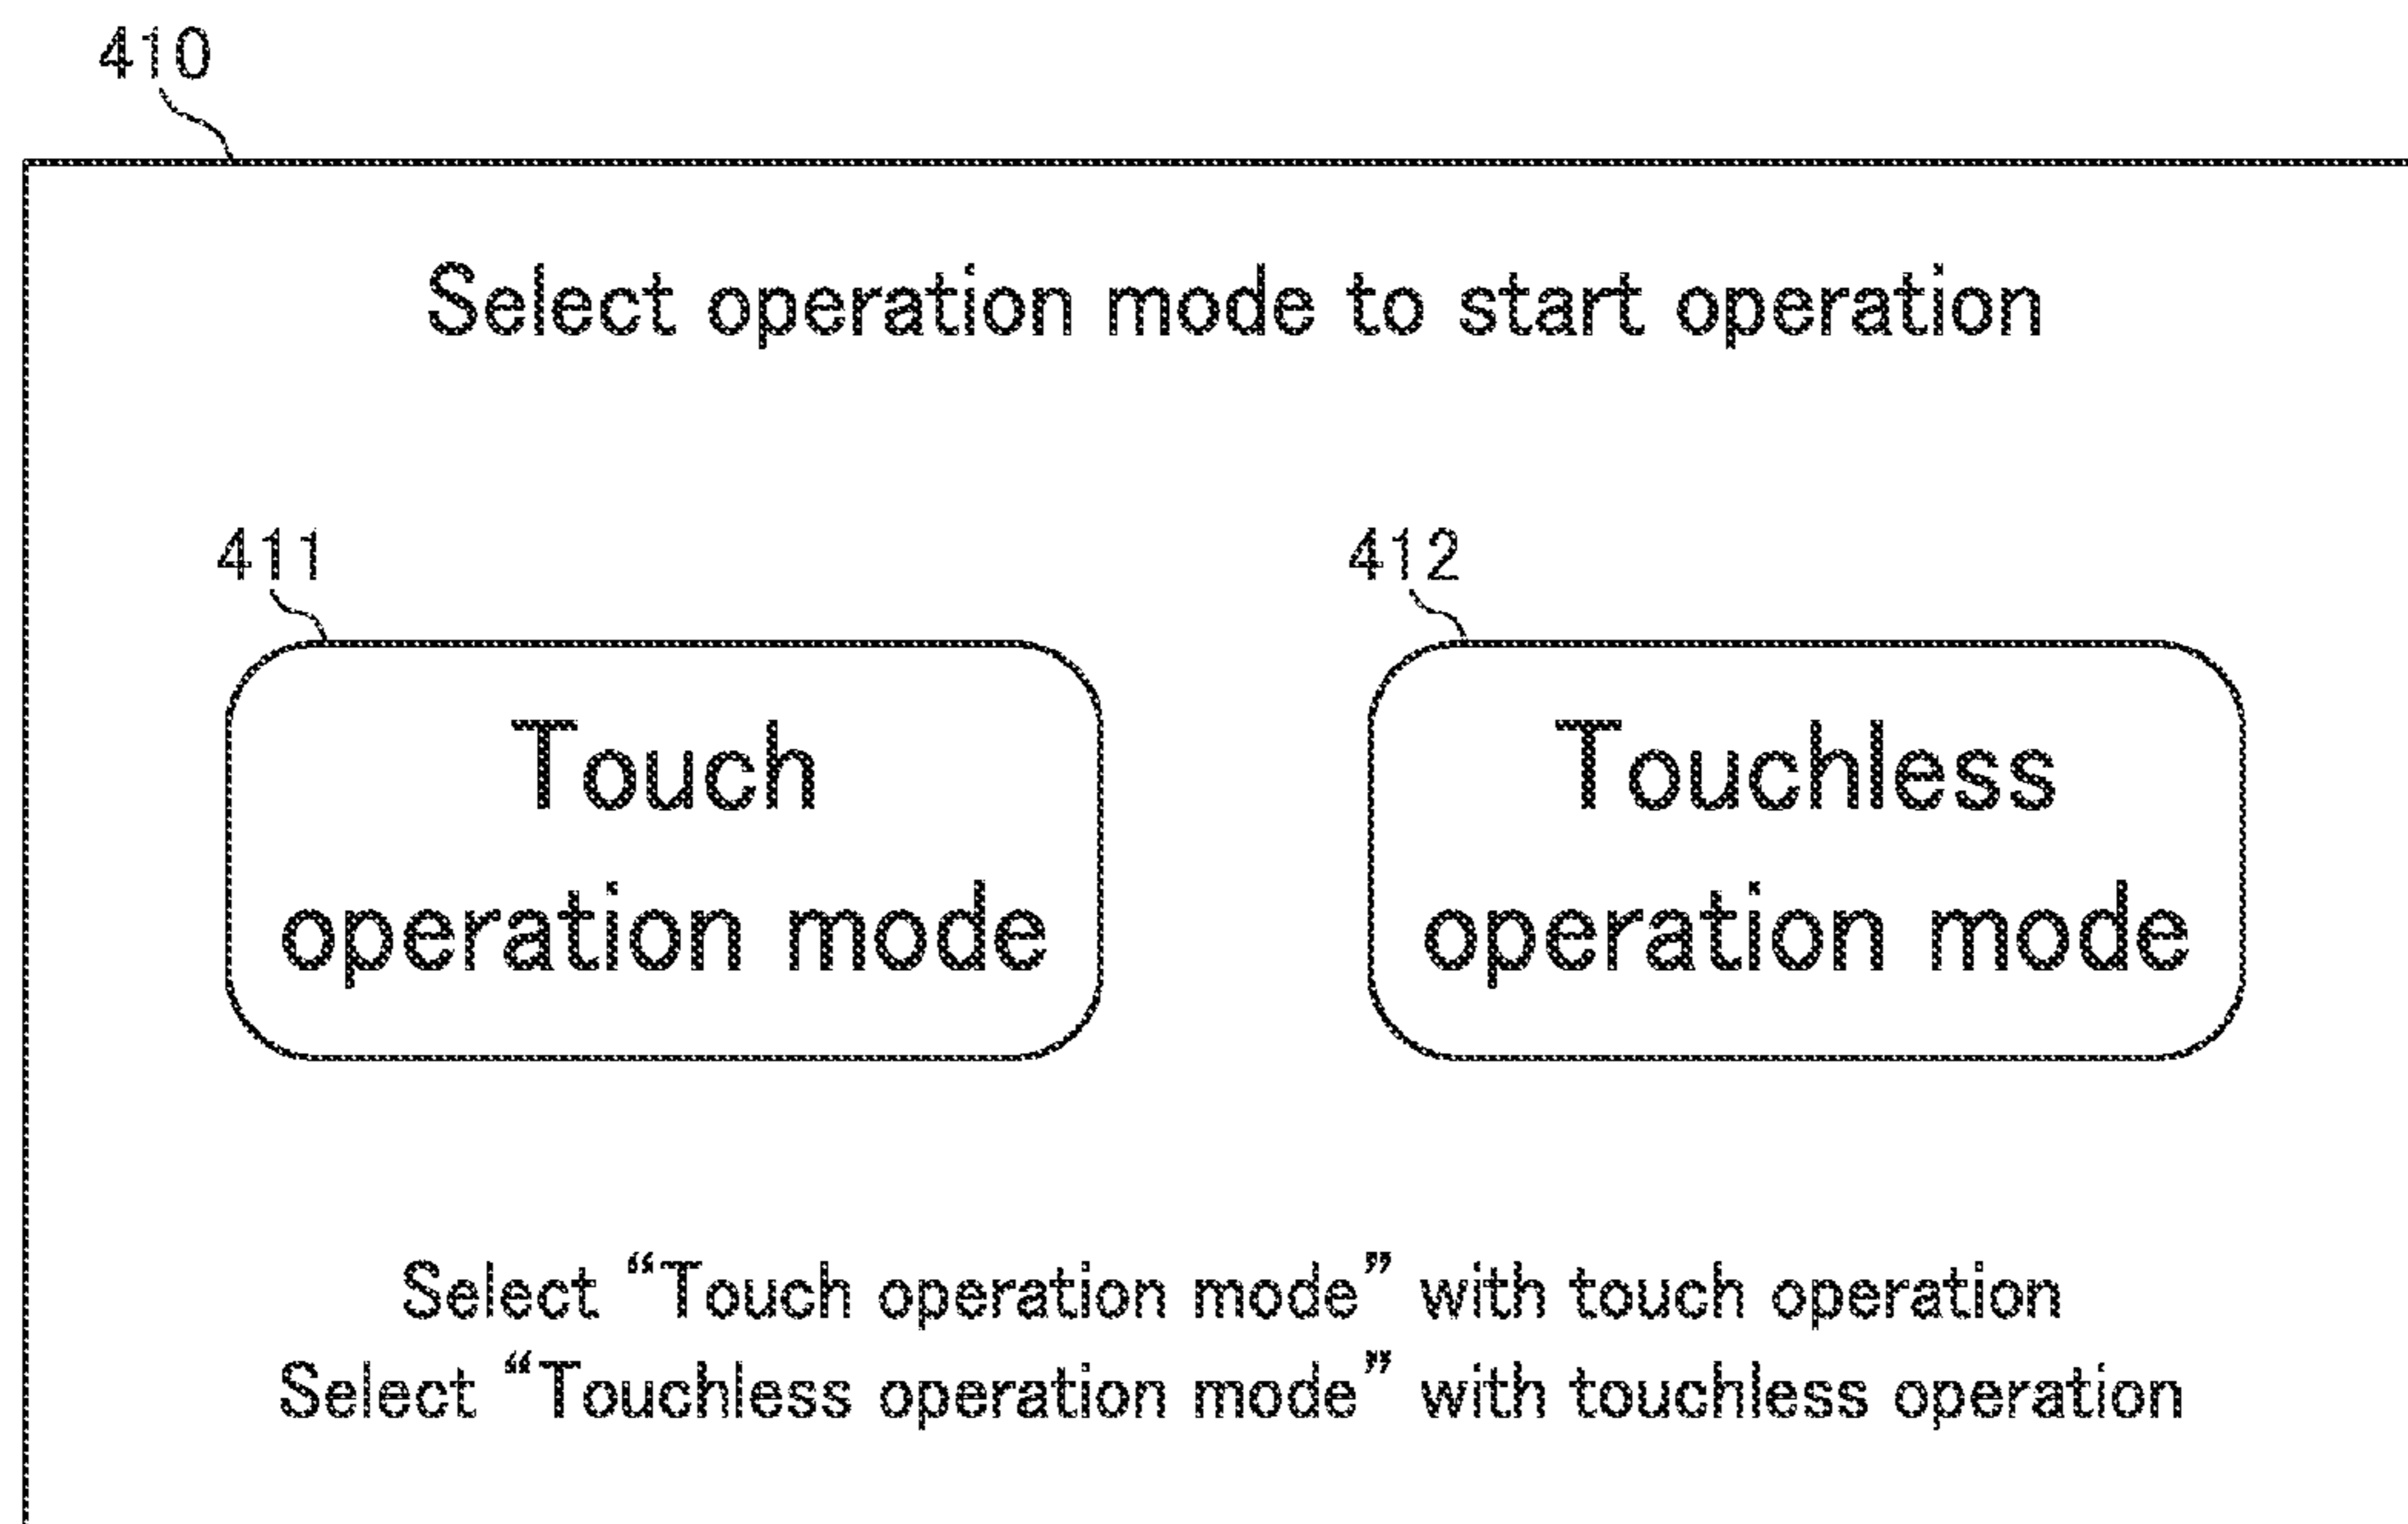 410
Select operation mode to start operation
411
412
Touch
operation mode
Touchless
operation mode
Select “Touch operation mode” with touch operation
Select “Touchless operation mode” with touchless operation